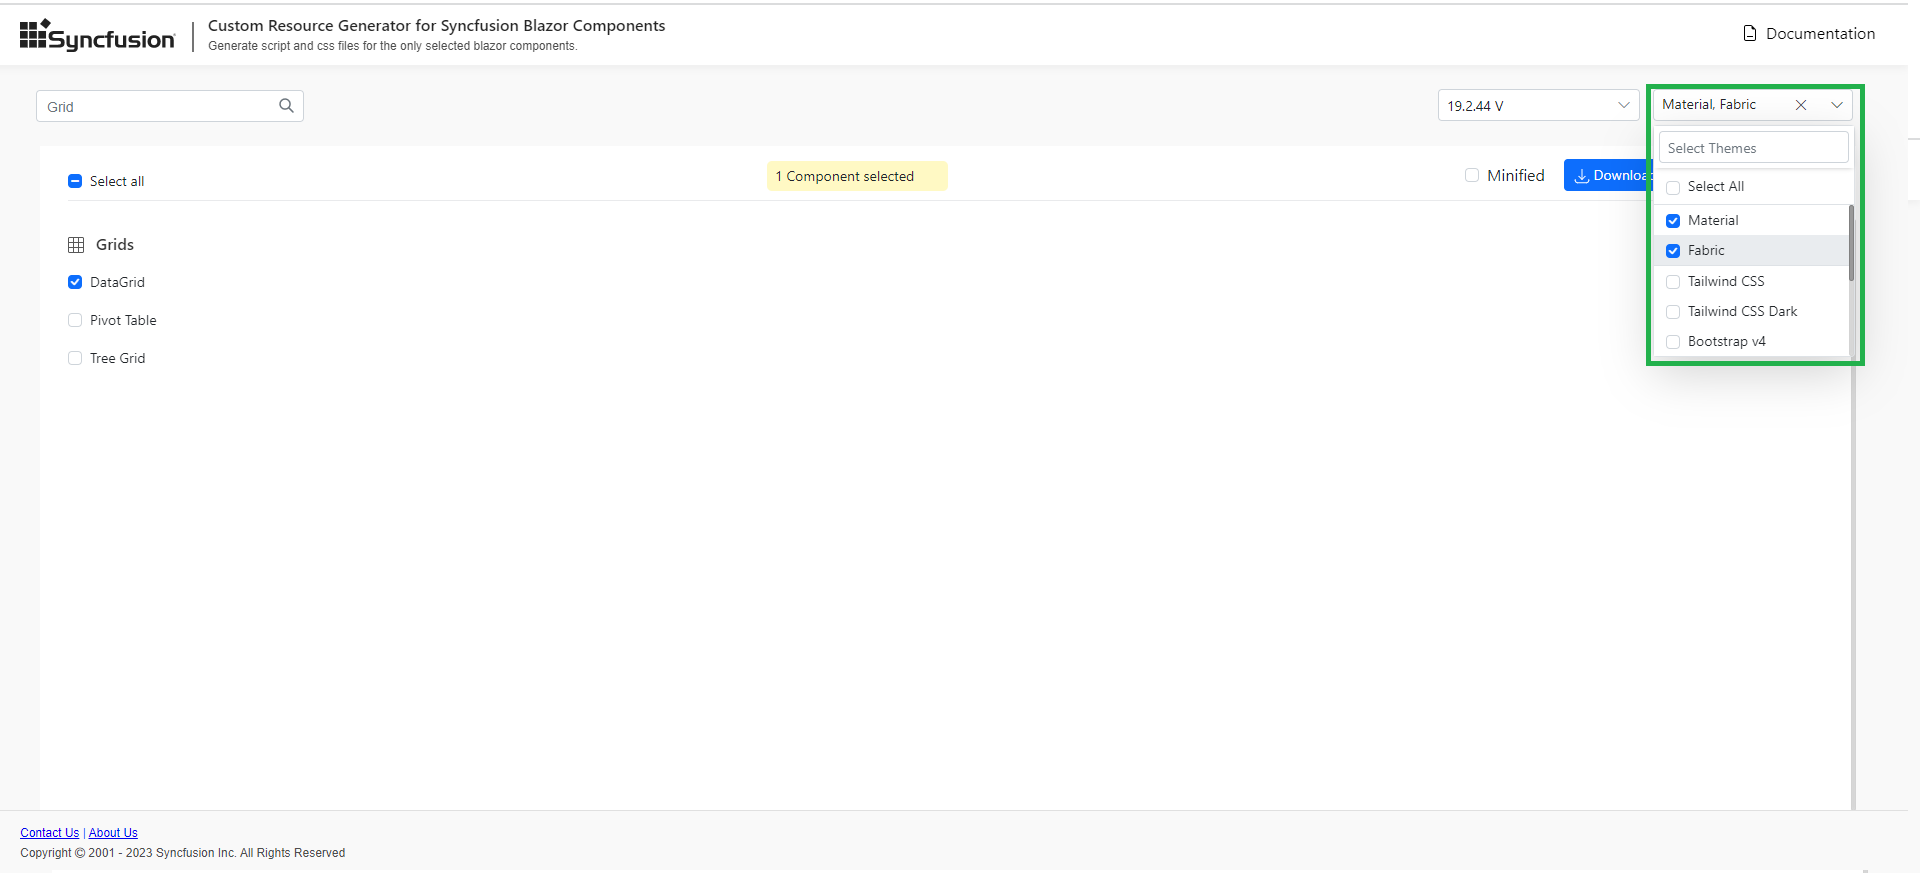 Syncfusion
Custom Resource Generator for Syncfusion Blazor Components
Generate script and css files for the only selected blazor components.
Documentation
Grid
19.2.44 V
Material, Fabric
Select Themes
Select all
1 Component selected
Minified
Downloa
Select All
Material
Fabric
Tailwind CSS
Tailwind CSS Dark
Bootstrap v4
Grids
DataGrid
Pivot Table
Tree Grid
Contact Us | About Us
Copyright © 2001 - 2023 Syncfusion Inc. All Rights Reserved